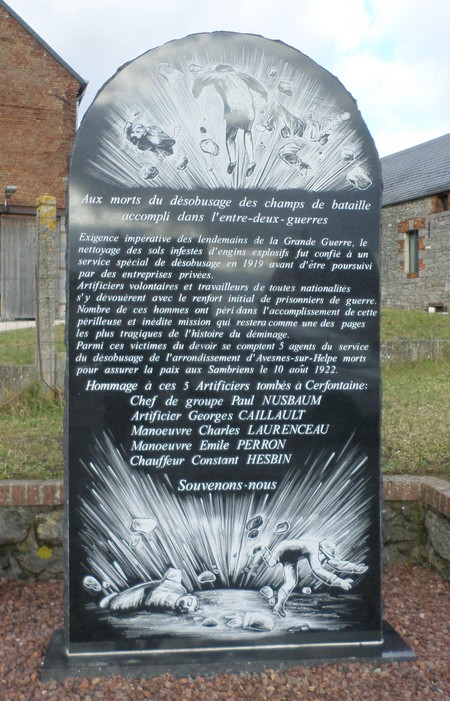 Aux morts du désobusage des champs de bataille
accompli dans l'entre-deux-guerres
Exigence impérative des lendemains de la Grande Guerre, le
nettoyage des sols infestés d'engins explosifs fut confié à un
service spécial de désobusage en 1919 avant d'être poursuivi
par des entreprises privées.
Artificiers volontaires et travailleurs de toutes nationalités
s'y dévouèrent avec le renfort initial de prisonniers de guerre.
Nombre de ces hommes ont péri dans l'accomplissement de cette
périlleuse et inédite mission qui restera comme une des pages
les plus tragiques de l'histoire du déminage.
Parmi ces victimes du devoir se comptent 5 agents du service
du désobusage de l'arrondissement d'Avesnes-sur-Helpe morts
pour assurer la paix aux Sambriens le 10 août 1922.
Hommage à ces 5 Artificiers tombés à Cerfontaine:
Chef de groupe Paul NUSBAUM
Artificier Georges CAILLAULT
Manoeuvre Charles LAURENCEAU
Manoeuvre Emile PERRON
Chauffeur Constant HESBIN
Souvenons-nous